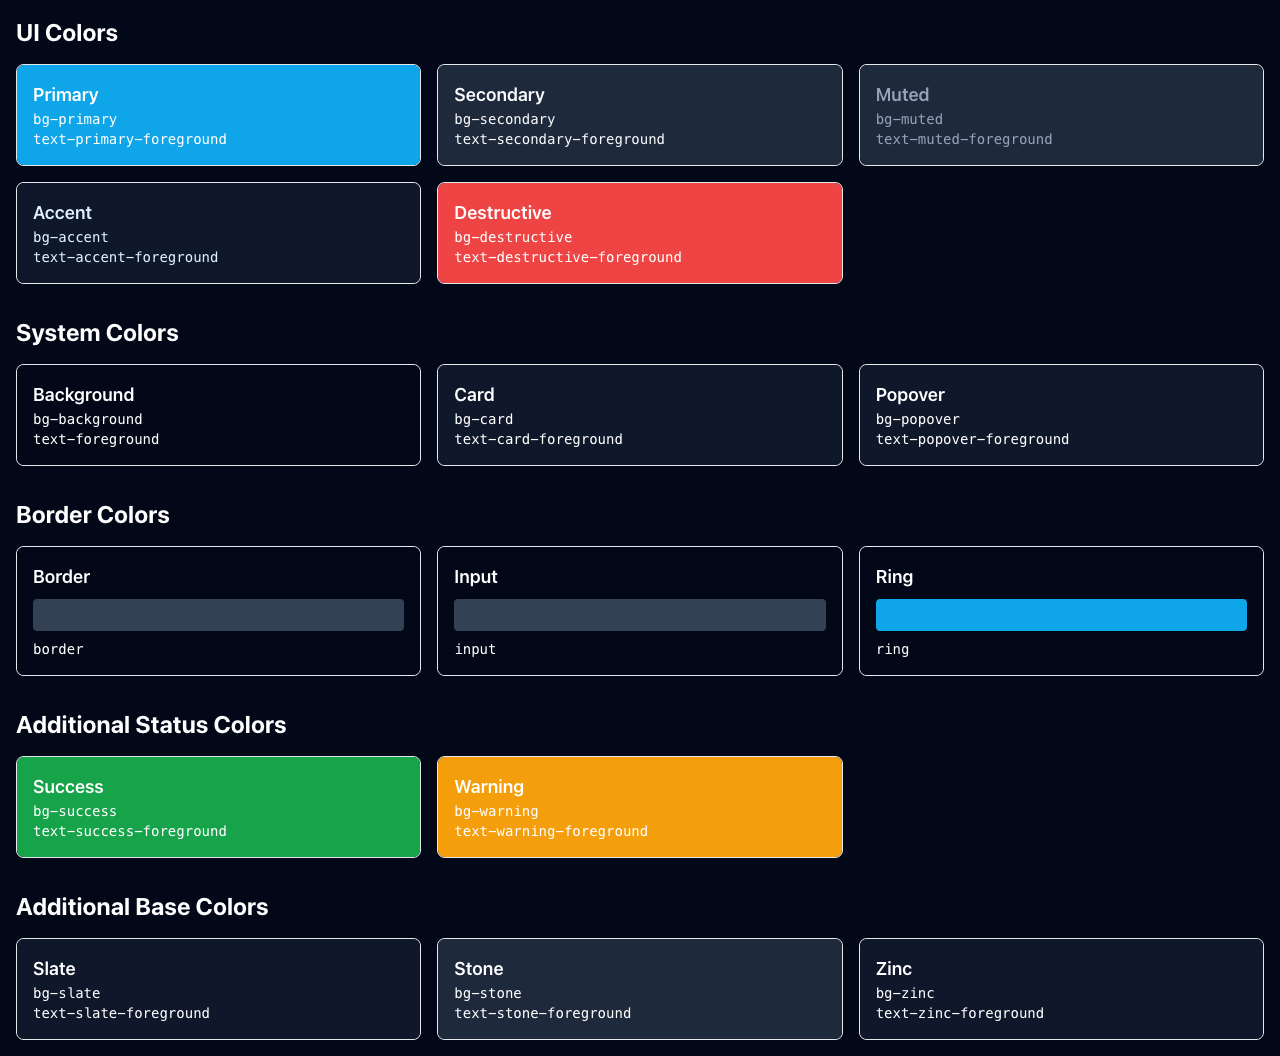 UI Colors
Primary
bg-primary
text-primary-foreground
Secondary
bg-secondary
text-secondary-foreground
Muted
bg-muted
text-muted-foreground
Accent
bg-accent
text-accent-foreground
Destructive
bg-destructive
text-destructive-foreground
System Colors
Background
bg-background
text-foreground
Card
bg-card
text-card-foreground
Popover
bg-popover
text-popover-foreground
Border Colors
Border
border
Input
input
Ring
ring
Additional Status Colors
Success
bg-success
text-success-foreground
Warning
bg-warning
text-warning-foreground
Additional Base Colors
Slate
bg-slate
text-slate-foreground
Stone
bg-stone
text-stone-foreground
Zinc
bg-zinc
text-zinc-foreground